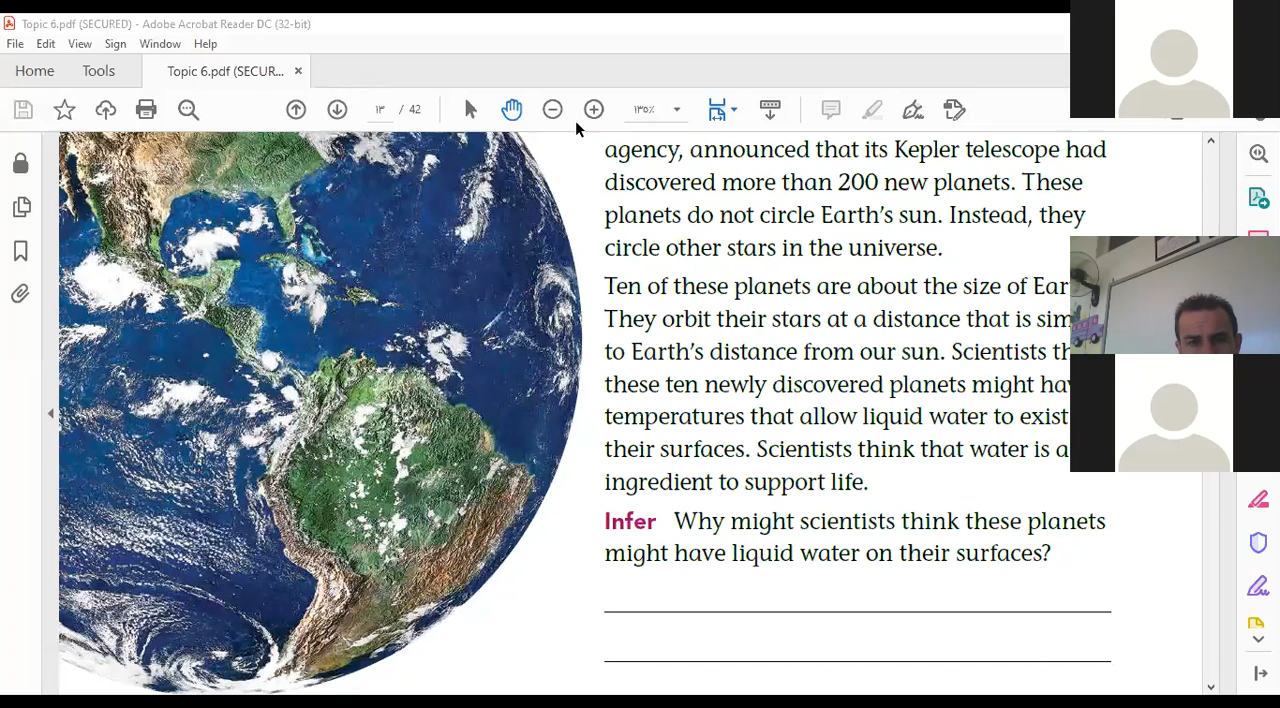 Topic 6.pdf (SECURED) - Adobe Acrobat Reader DC (32-bit)
File Edit View Sign Window Help
Home Tools Topic 6.pdf (SECUR... ×
١٣ / 42 ١٣٥٪
agency, announced that its Kepler telescope had
discovered more than 200 new planets. These
planets do not circle Earth's sun. Instead, they
circle other stars in the universe.
Ten of these planets are about the size of
They orbit their stars at a distance that is
to Earth's distance from our sun. Scientists
these ten newly discovered planets might
temperatures that allow liquid water to exist
their surfaces. Scientists think that water is a
ingredient to support life.
Infer Why might scientists think these planets
might have liquid water on their surfaces?